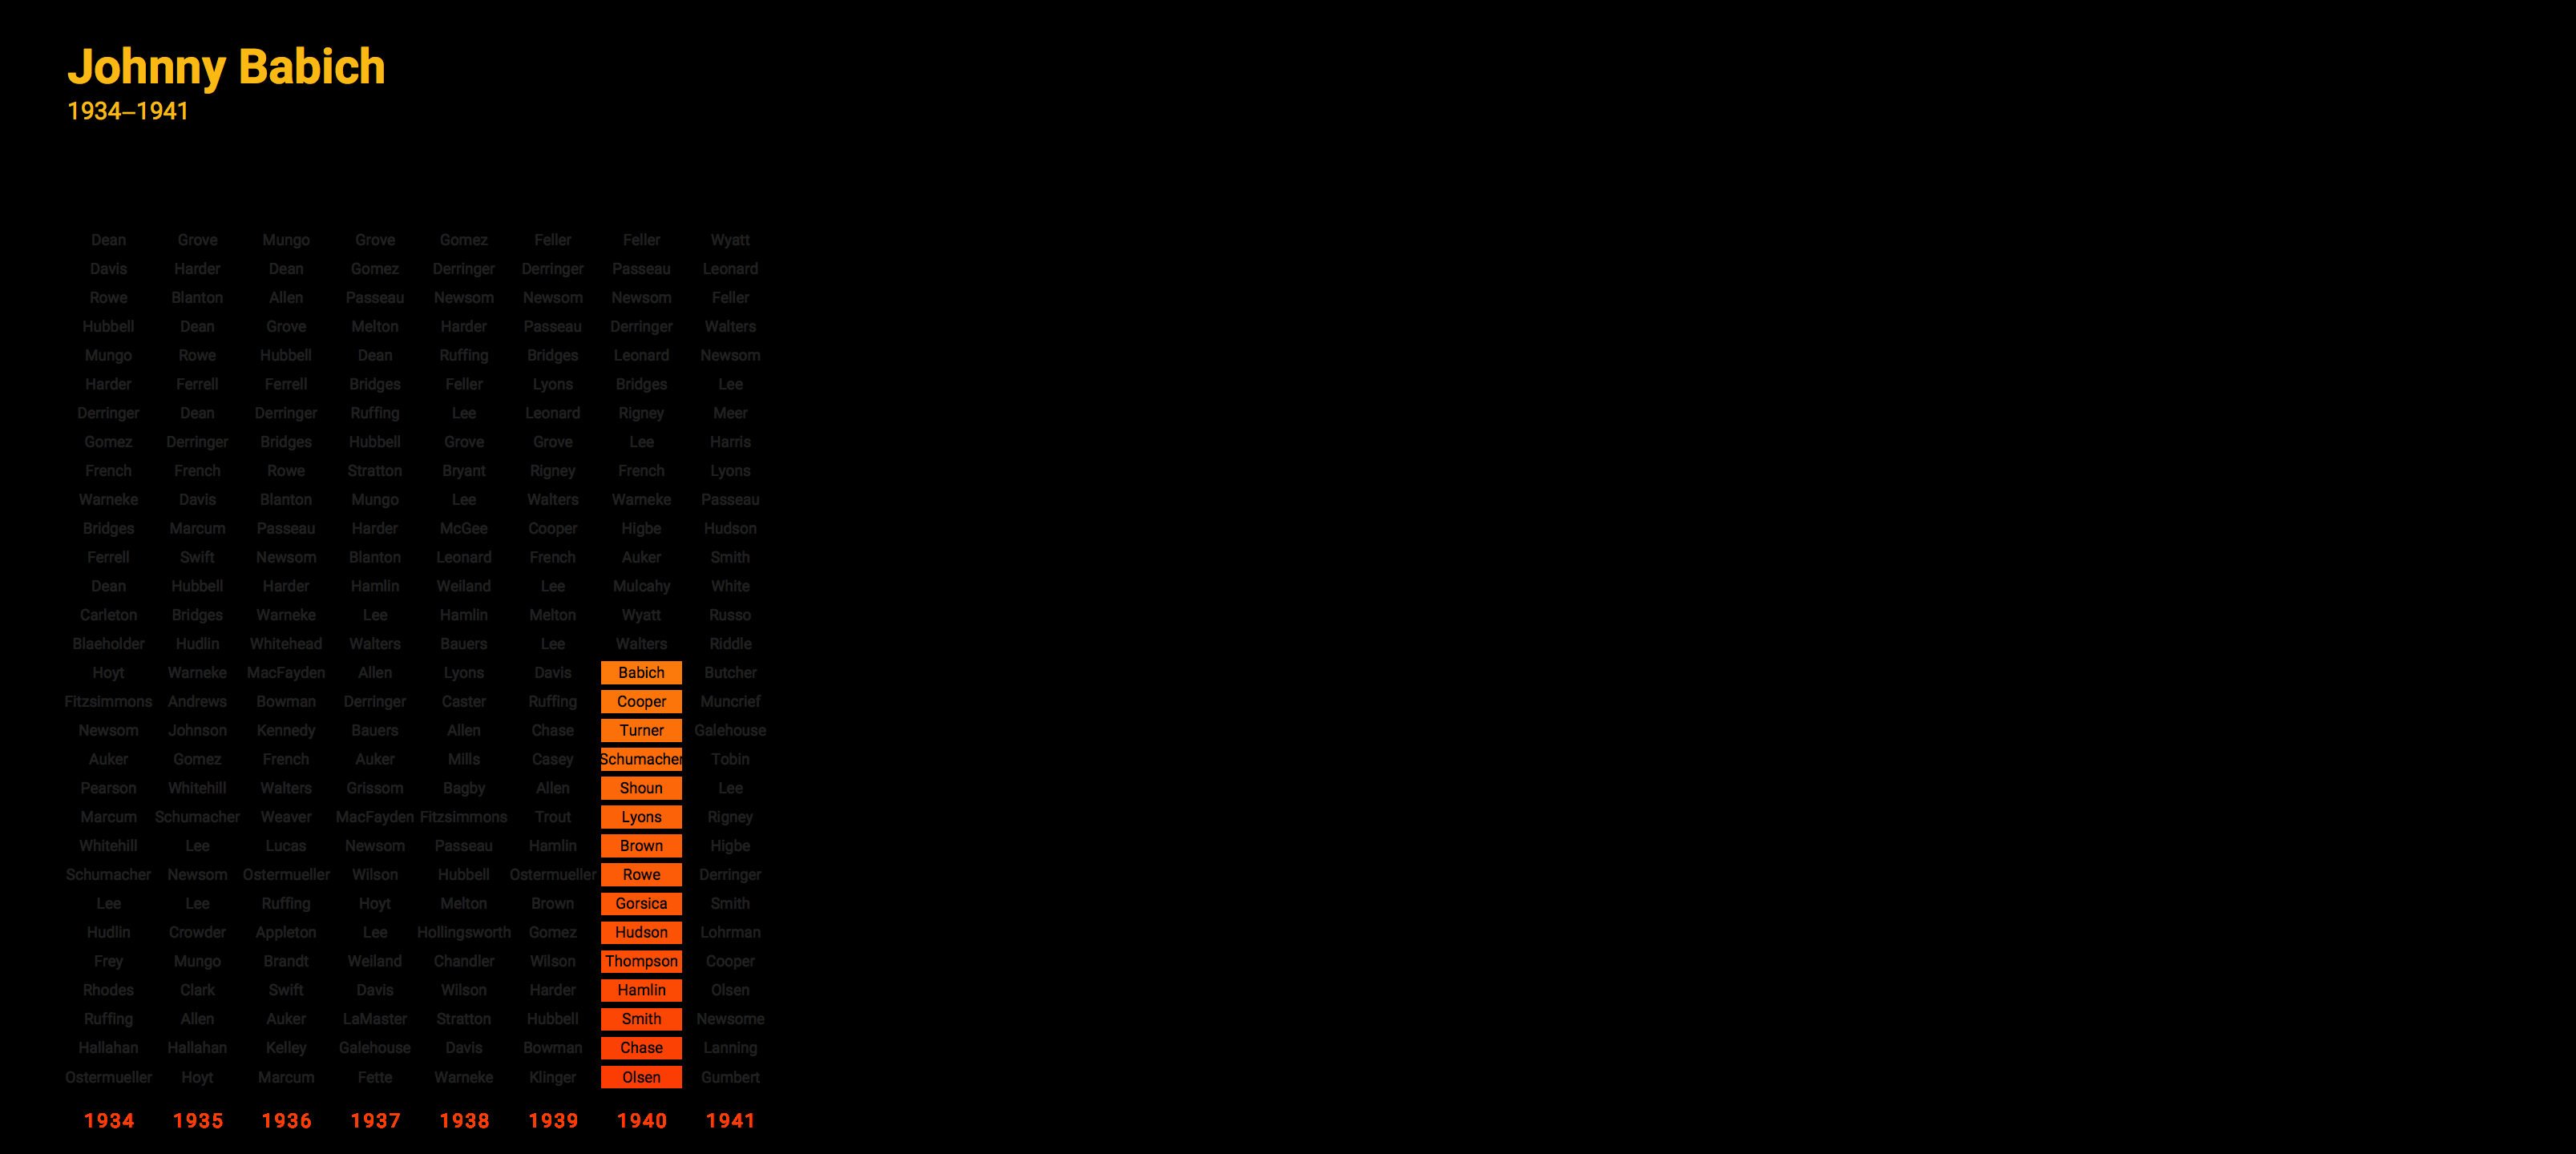 Johnny Babich
1934–1941
Dean Grove Mungo Grove Gomez Feller Feller Wyatt
Davis Harder Dean Gomez Derringer Derringer Passeau Leonard
Rowe Blanton Allen Passeau Newsom Newsom Newsom Feller
Hubbell Dean Grove Melton Harder Passeau Derringer Walters
Mungo Rowe Hubbell Dean Ruffing Bridges Leonard Newsom
Harder Ferrell Ferrell Bridges Feller Lyons Bridges Lee
Derringer Dean Derringer Ruffing Lee Leonard Rigney Meer
Gomez Derringer Bridges Hubbell Grove Grove Lee Harris
French French Rowe Stratton Bryant Rigney French Lyons
Warneke Davis Blanton Mungo Lee Walters Warneke Passeau
Bridges Marcum Passeau Harder McGee Cooper Higbe Hudson
Ferrell Swift Newsom Blanton Leonard French Auker Smith
Dean Hubbell Harder Hamlin Weiland Lee Mulcahy White
Carleton Bridges Warneke Lee Hamlin Melton Wyatt Russo
Blaeholder Hudlin Whitehead Walters Bauers Lee Walters Riddle
Hoyt Warneke MacFayden Allen Lyons Davis Babich Butcher
Fitzsimmons Andrews Bowman Derringer Caster Ruffing Cooper Muncrief
Newsom Johnson Kennedy Bauers Allen Chase Turner Galehouse
Auker Gomez French Auker Mills Casey Schumacher Tobin
Pearson Whitehill Walters Grissom Bagby Allen Shoun Lee
Marcum Schumacher Weaver MacFayden Fitzsimmons Trout Lyons Rigney
Whitehill Lee Lucas Newsom Passeau Hamlin Brown Higbe
Schumacher Newsom Ostermueller Wilson Hubbell Ostermueller Rowe Derringer
Lee Lee Ruffing Hoyt Melton Brown Gorsica Smith
Hudlin Crowder Appleton Lee Hollingsworth Gomez Hudson Lohrman
Frey Mungo Brandt Weiland Chandler Wilson Thompson Cooper
Rhodes Clark Swift Davis Wilson Harder Hamlin Olsen
Ruffing Allen Auker LaMaster Stratton Hubbell Smith Newsome
Hallahan Hallahan Kelley Galehouse Davis Bowman Chase Lanning
Ostermueller Hoyt Marcum Fette Warneke Klinger Olsen Gumbert
1934 1935 1936 1937 1938 1939 1940 1941